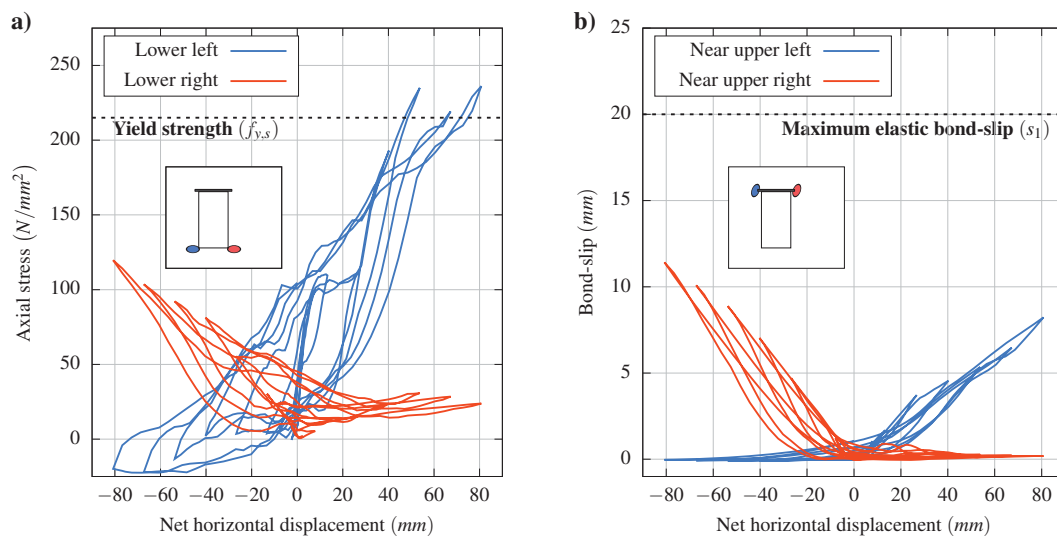 a)
Lower left
Lower right
Yield strength (f_{y,s})
250
200
150
100
50
0
Axial stress (N/mm²)
−80 −60 −40 −20 0 20 40 60 80
Net horizontal displacement (mm)
b)
Near upper left
Near upper right
Maximum elastic bond-slip (s₁)
25
20
15
10
5
0
Bond-slip (mm)
−80 −60 −40 −20 0 20 40 60 80
Net horizontal displacement (mm)